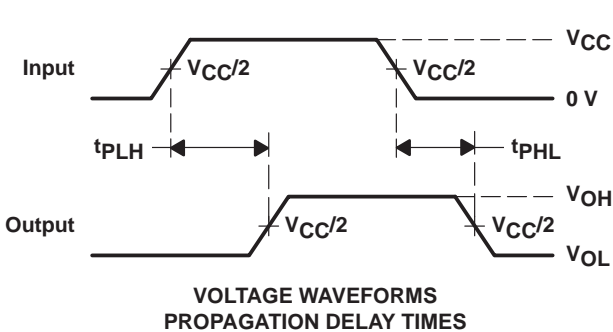 VCC
Input
VCC/2
VCC/2
0 V
tPLH
tPHL
VOH
Output
VCC/2
VCC/2
VOL
VOLTAGE WAVEFORMS
PROPAGATION DELAY TIMES